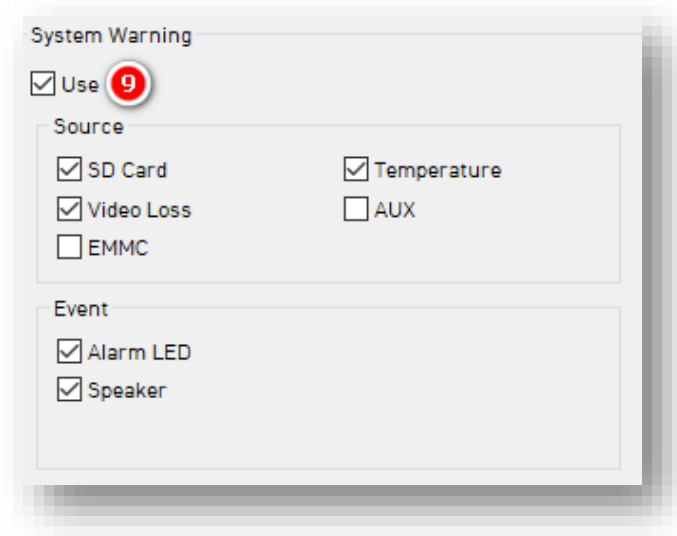 System Warning
Use 9
Source
SD Card Temperature
Video Loss AUX
EMMC
Event
Alarm LED
Speaker